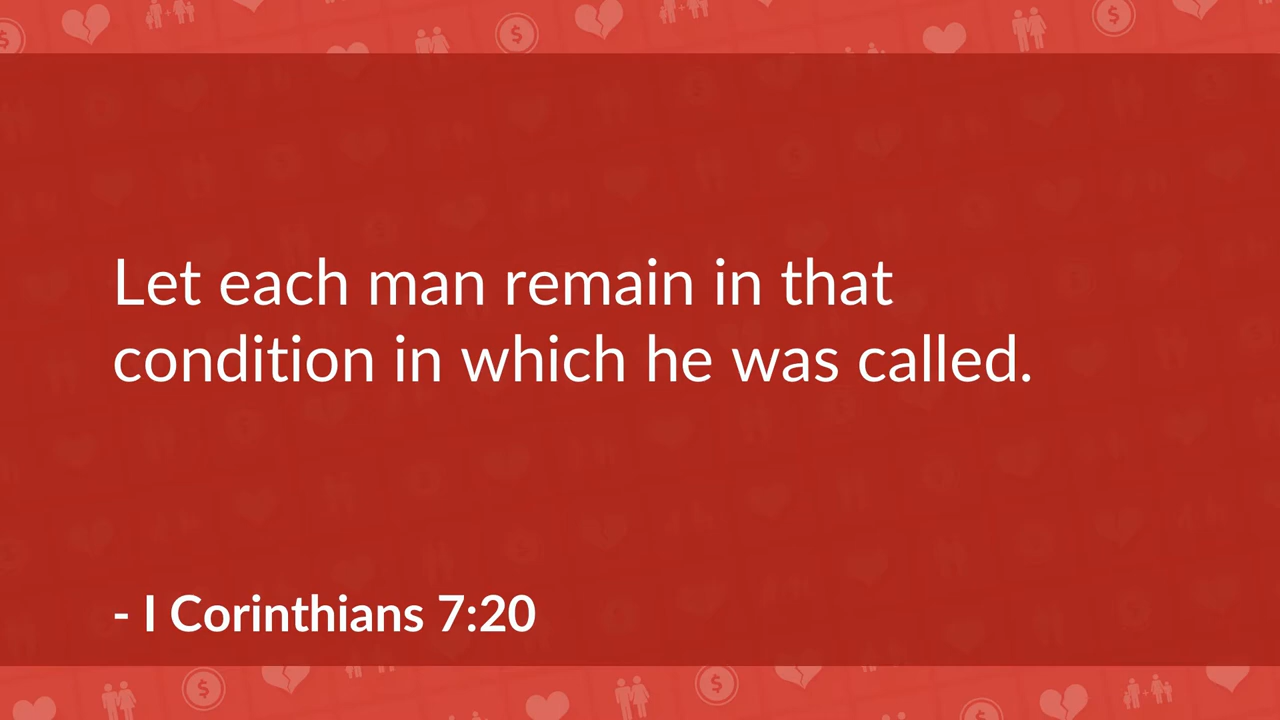 Let each man remain in that
condition in which he was called.
- I Corinthians 7:20